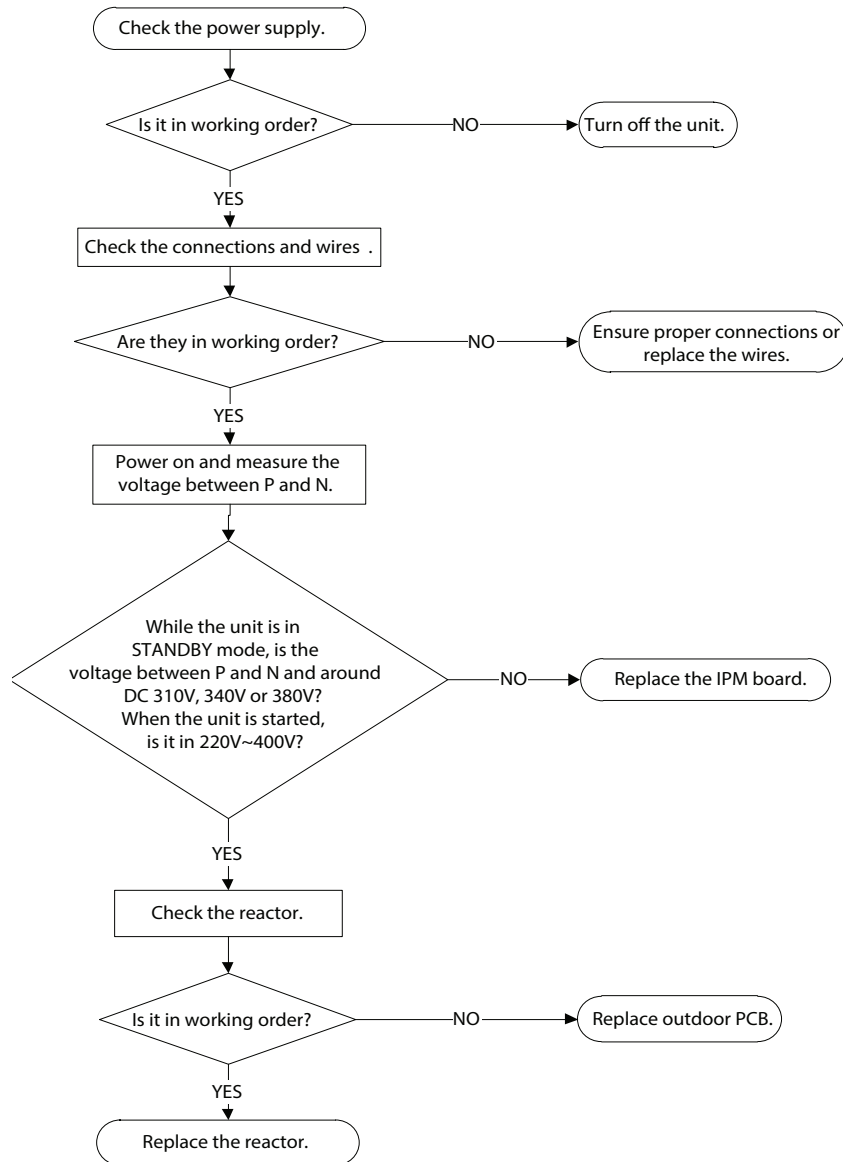 Check the power supply.
Is it in working order?
NO
Turn off the unit.
YES
Check the connections and wires .
Are they in working order?
NO
Ensure proper connections or
replace the wires.
YES
Power on and measure the
voltage between P and N.
While the unit is in
STANDBY mode, is the
voltage between P and N and around
DC 310V, 340V or 380V?
When the unit is started,
is it in 220V~400V?
NO
Replace the IPM board.
YES
Check the reactor.
Is it in working order?
NO
Replace outdoor PCB.
YES
Replace the reactor.